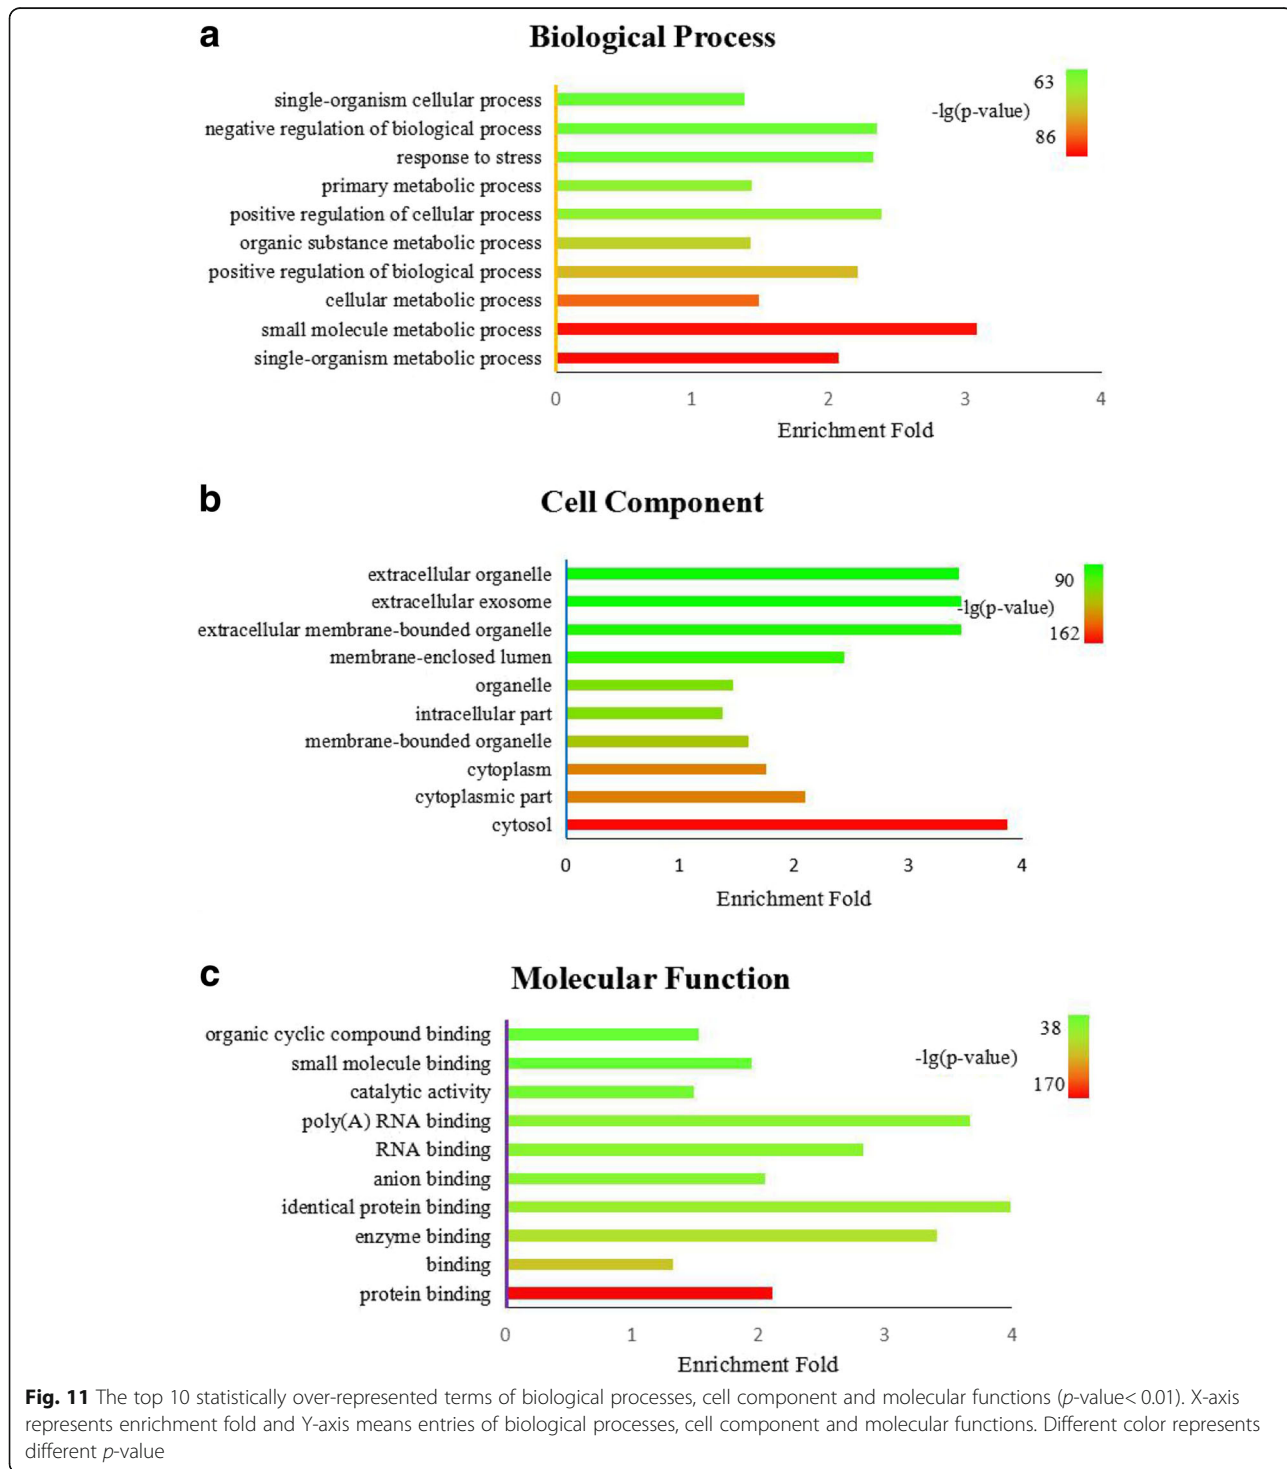 a
Biological Process
single-organism cellular process
negative regulation of biological process
response to stress
primary metabolic process
positive regulation of cellular process
organic substance metabolic process
positive regulation of biological process
cellular metabolic process
small molecule metabolic process
single-organism metabolic process
63
-lg(p-value)
86
0 1 2 3 4
Enrichment Fold
b
Cell Component
extracellular organelle
extracellular exosome
extracellular membrane-bounded organelle
membrane-enclosed lumen
organelle
intracellular part
membrane-bounded organelle
cytoplasm
cytoplasmic part
cytosol
90
-lg(p-value)
162
0 1 2 3 4
Enrichment Fold
c
Molecular Function
organic cyclic compound binding
small molecule binding
catalytic activity
poly(A) RNA binding
RNA binding
anion binding
identical protein binding
enzyme binding
binding
protein binding
38
-lg(p-value)
170
0 1 2 3 4
Enrichment Fold
Fig. 11 The top 10 statistically over-represented terms of biological processes, cell component and molecular functions (p-value< 0.01). X-axis
represents enrichment fold and Y-axis means entries of biological processes, cell component and molecular functions. Different color represents
different p-value